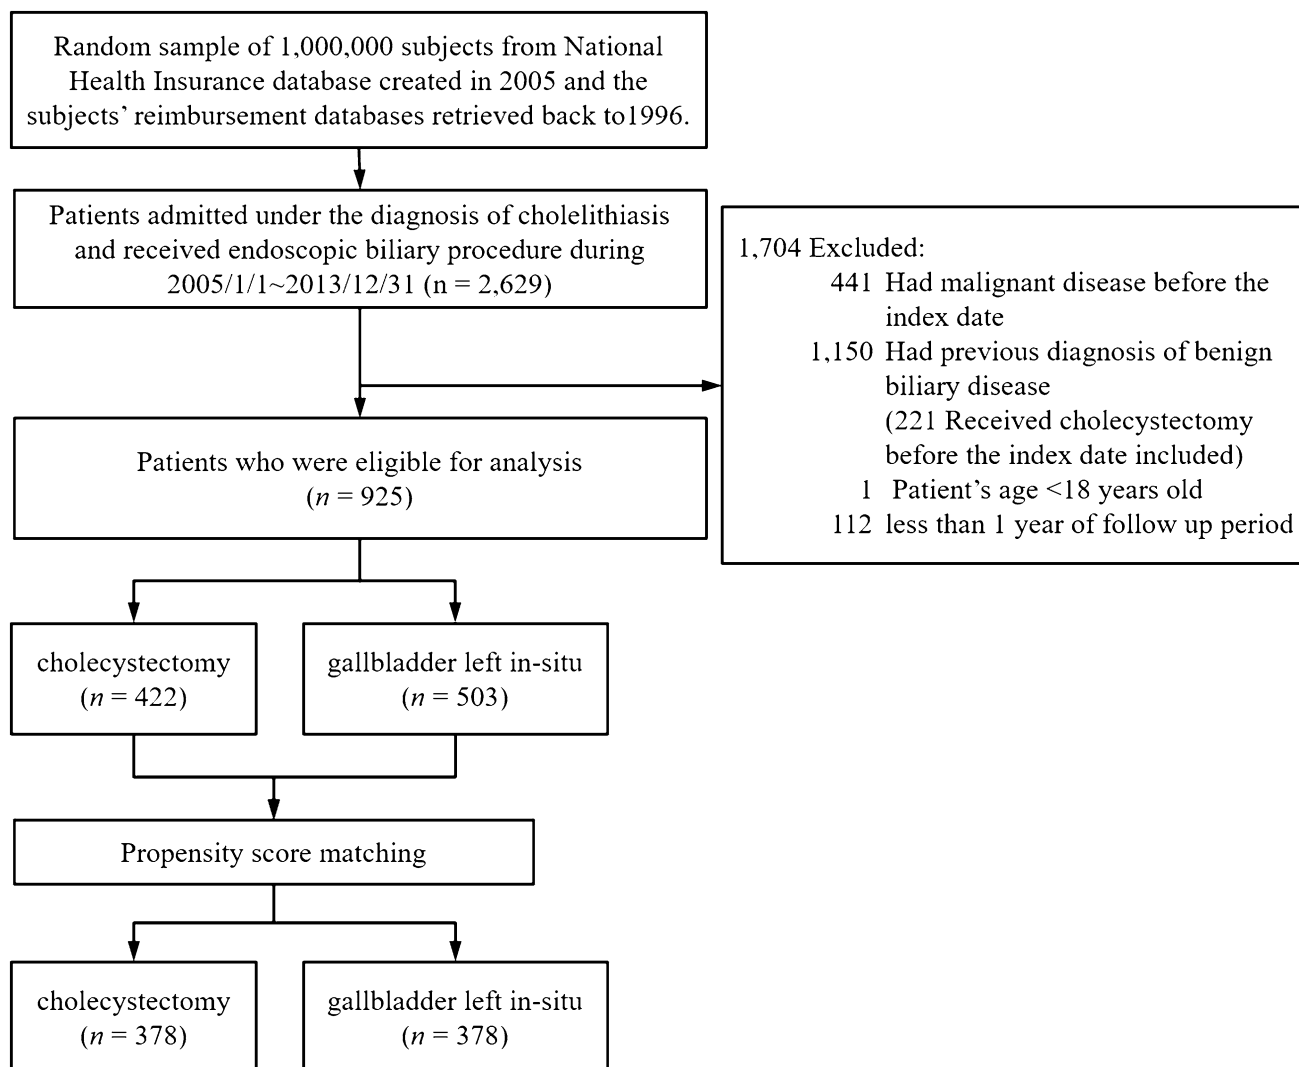 Random sample of 1,000,000 subjects from National
Health Insurance database created in 2005 and the
subjects' reimbursement databases retrieved back to1996.
Patients admitted under the diagnosis of cholelithiasis
and received endoscopic biliary procedure during
2005/1/1~2013/12/31 (n = 2,629)
1,704 Excluded:
441 Had malignant disease before the
index date
1,150 Had previous diagnosis of benign
biliary disease
(221 Received cholecystectomy
before the index date included)
1 Patient's age <18 years old
112 less than 1 year of follow up period
Patients who were eligible for analysis
(n = 925)
cholecystectomy
(n = 422)
gallbladder left in-situ
(n = 503)
Propensity score matching
cholecystectomy
(n = 378)
gallbladder left in-situ
(n = 378)